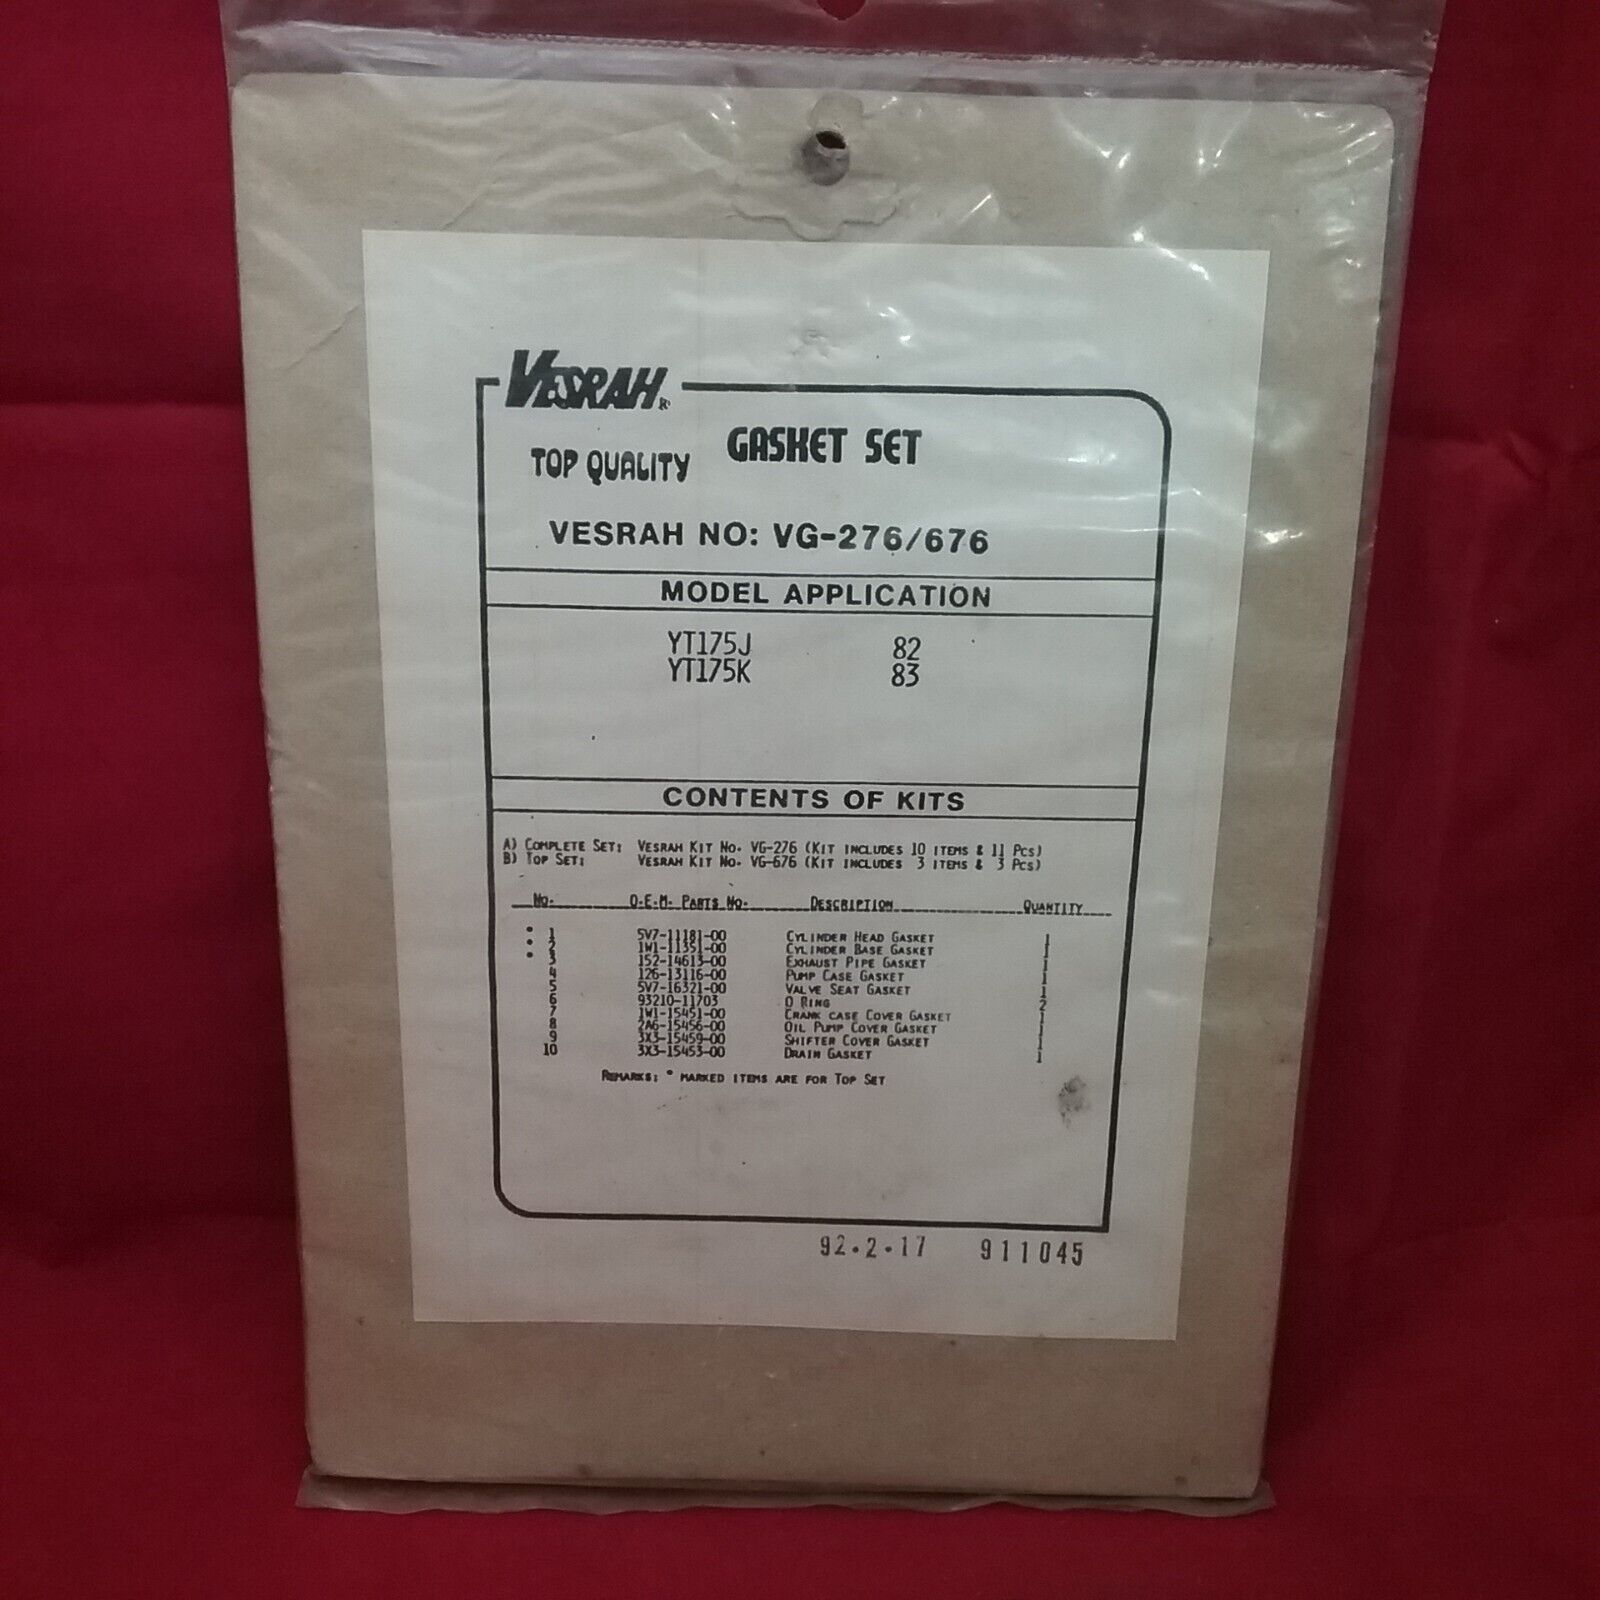 VESRAH®
TOP QUALITY GASKET SET
VESRAH NO: VG-276/676
MODEL APPLICATION
YT175J 82
YT175K 83
CONTENTS OF KITS
A) COMPLETE SET: VESRAH KIT NO. VG-276 (KIT INCLUDES 10 ITEMS & 11 PCS)
B) TOP SET: VESRAH KIT NO. VG-676 (KIT INCLUDES 3 ITEMS & 3 PCS)
NO. O.E.M. PARTS NO. DESCRIPTION QUANTITY
* 1 5V7-11181-00 CYLINDER HEAD GASKET 1
* 2 1W1-11351-00 CYLINDER BASE GASKET 1
* 3 152-14613-00 EXHAUST PIPE GASKET 1
4 126-13116-00 PUMP CASE GASKET 1
5 5V7-16321-00 VALVE SEAT GASKET 1
6 93210-11703 O RING 2
7 1W1-15451-00 CRANK CASE COVER GASKET 1
8 2A6-15456-00 OIL PUMP COVER GASKET 1
9 3X3-15459-00 SHIFTER COVER GASKET 1
10 3X3-15453-00 DRAIN GASKET 1
REMARKS: * MARKED ITEMS ARE FOR TOP SET
92.2.17 911045